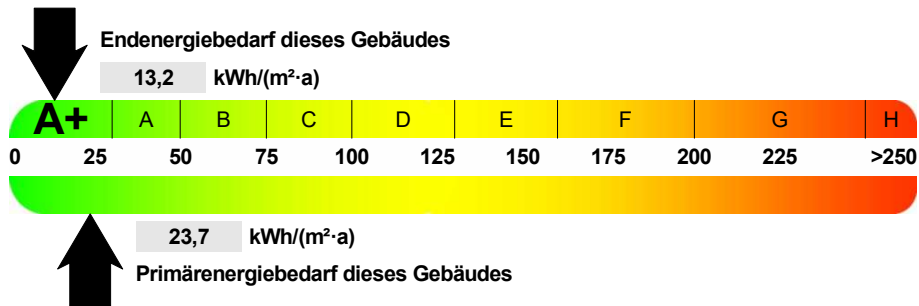 Endenergiebedarf dieses Gebäudes
13,2 kWh/(m²·a)
A+ A B C D E F G H
0 25 50 75 100 125 150 175 200 225 >250
23,7 kWh/(m²·a)
Primärenergiebedarf dieses Gebäudes